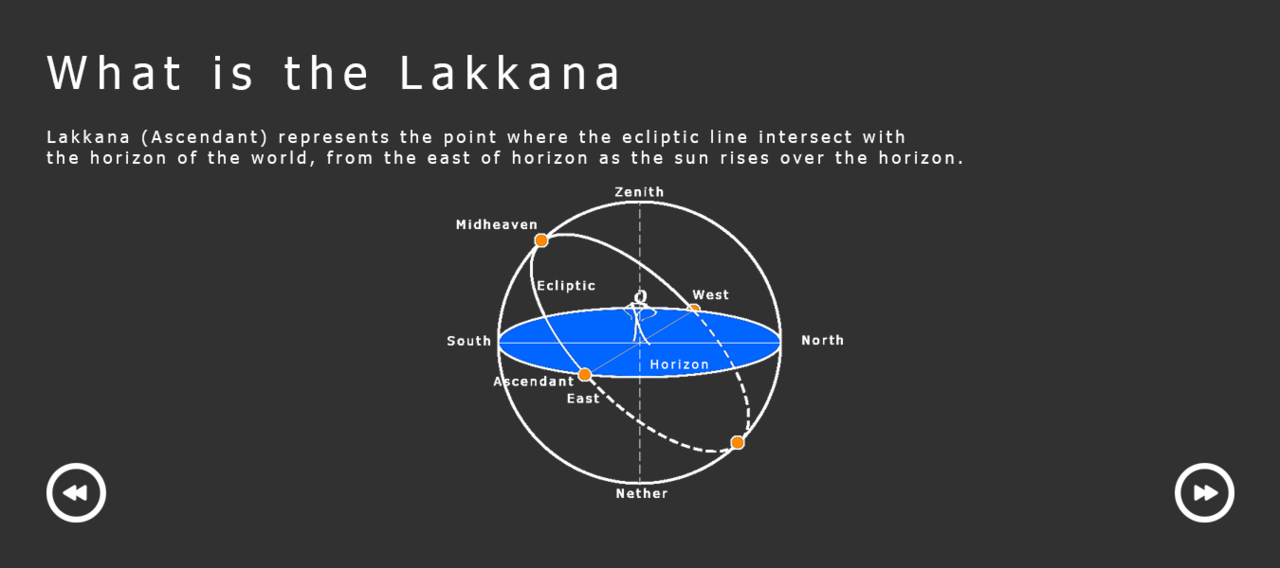 What is the Lakkana
Lakkana (Ascendant) represents the point where the ecliptic line intersect with
the horizon of the world, from the east of horizon as the sun rises over the horizon.
Zenith
Midheaven
Ecliptic
West
South
North
Horizon
Ascendant
East
Nether